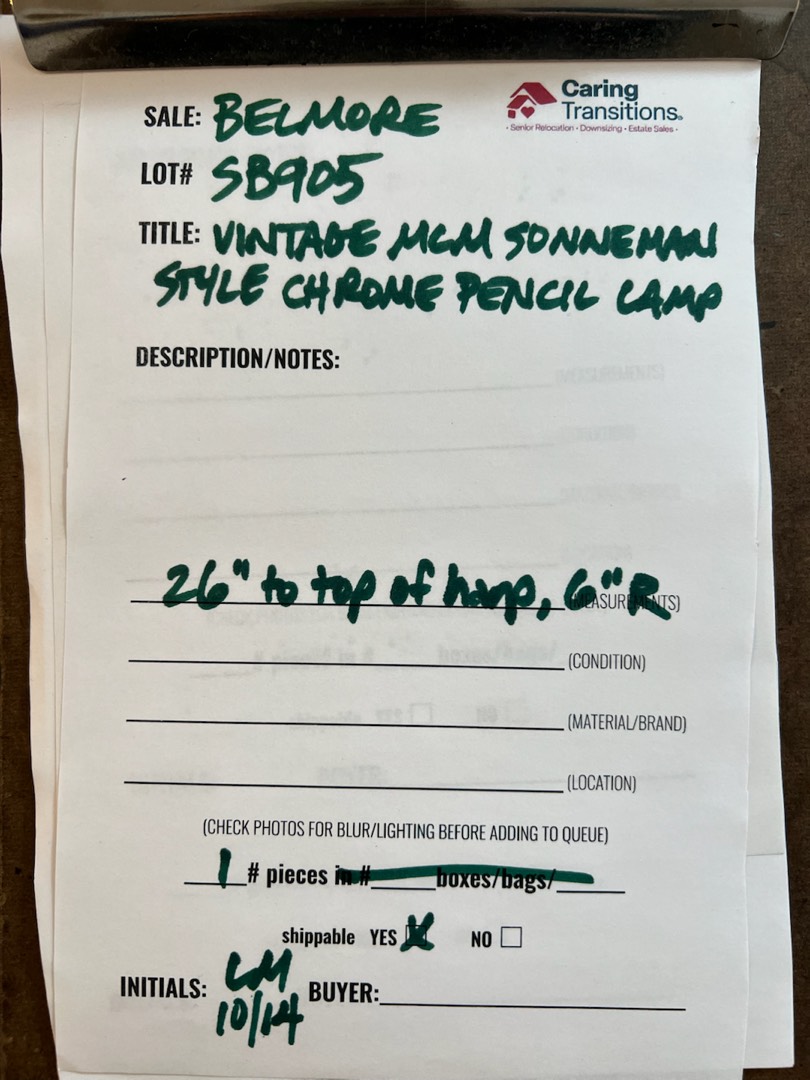 Caring
Transitions®
• Senior Relocation • Downsizing • Estate Sales •
SALE: BELMORE
LOT# SB905
TITLE: VINTAGE MCM SONNEMAN
STYLE CHROME PENCIL LAMP
DESCRIPTION/NOTES:
26" to top of harp, 6" R (MEASUREMENTS)
(CONDITION)
(MATERIAL/BRAND)
(LOCATION)
(CHECK PHOTOS FOR BLUR/LIGHTING BEFORE ADDING TO QUEUE)
1 # pieces in #_____boxes/bags/_____
shippable YES ☒ NO ☐
INITIALS: LM BUYER:
10/14